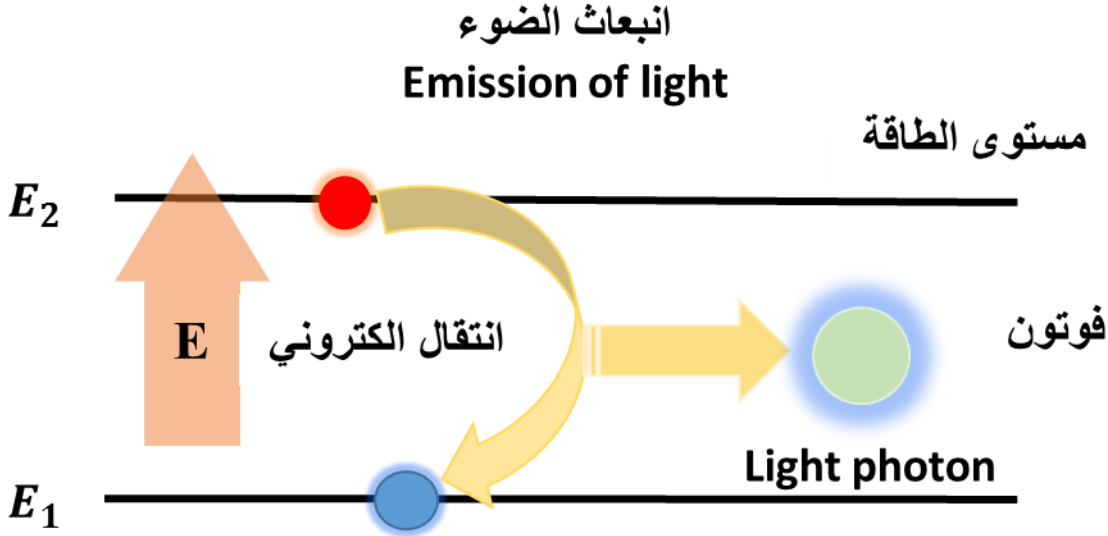 انبعاث الضوء
Emission of light
مستوى الطاقة
E₂
E
انتقال الكتروني
فوتون
Light photon
E₁